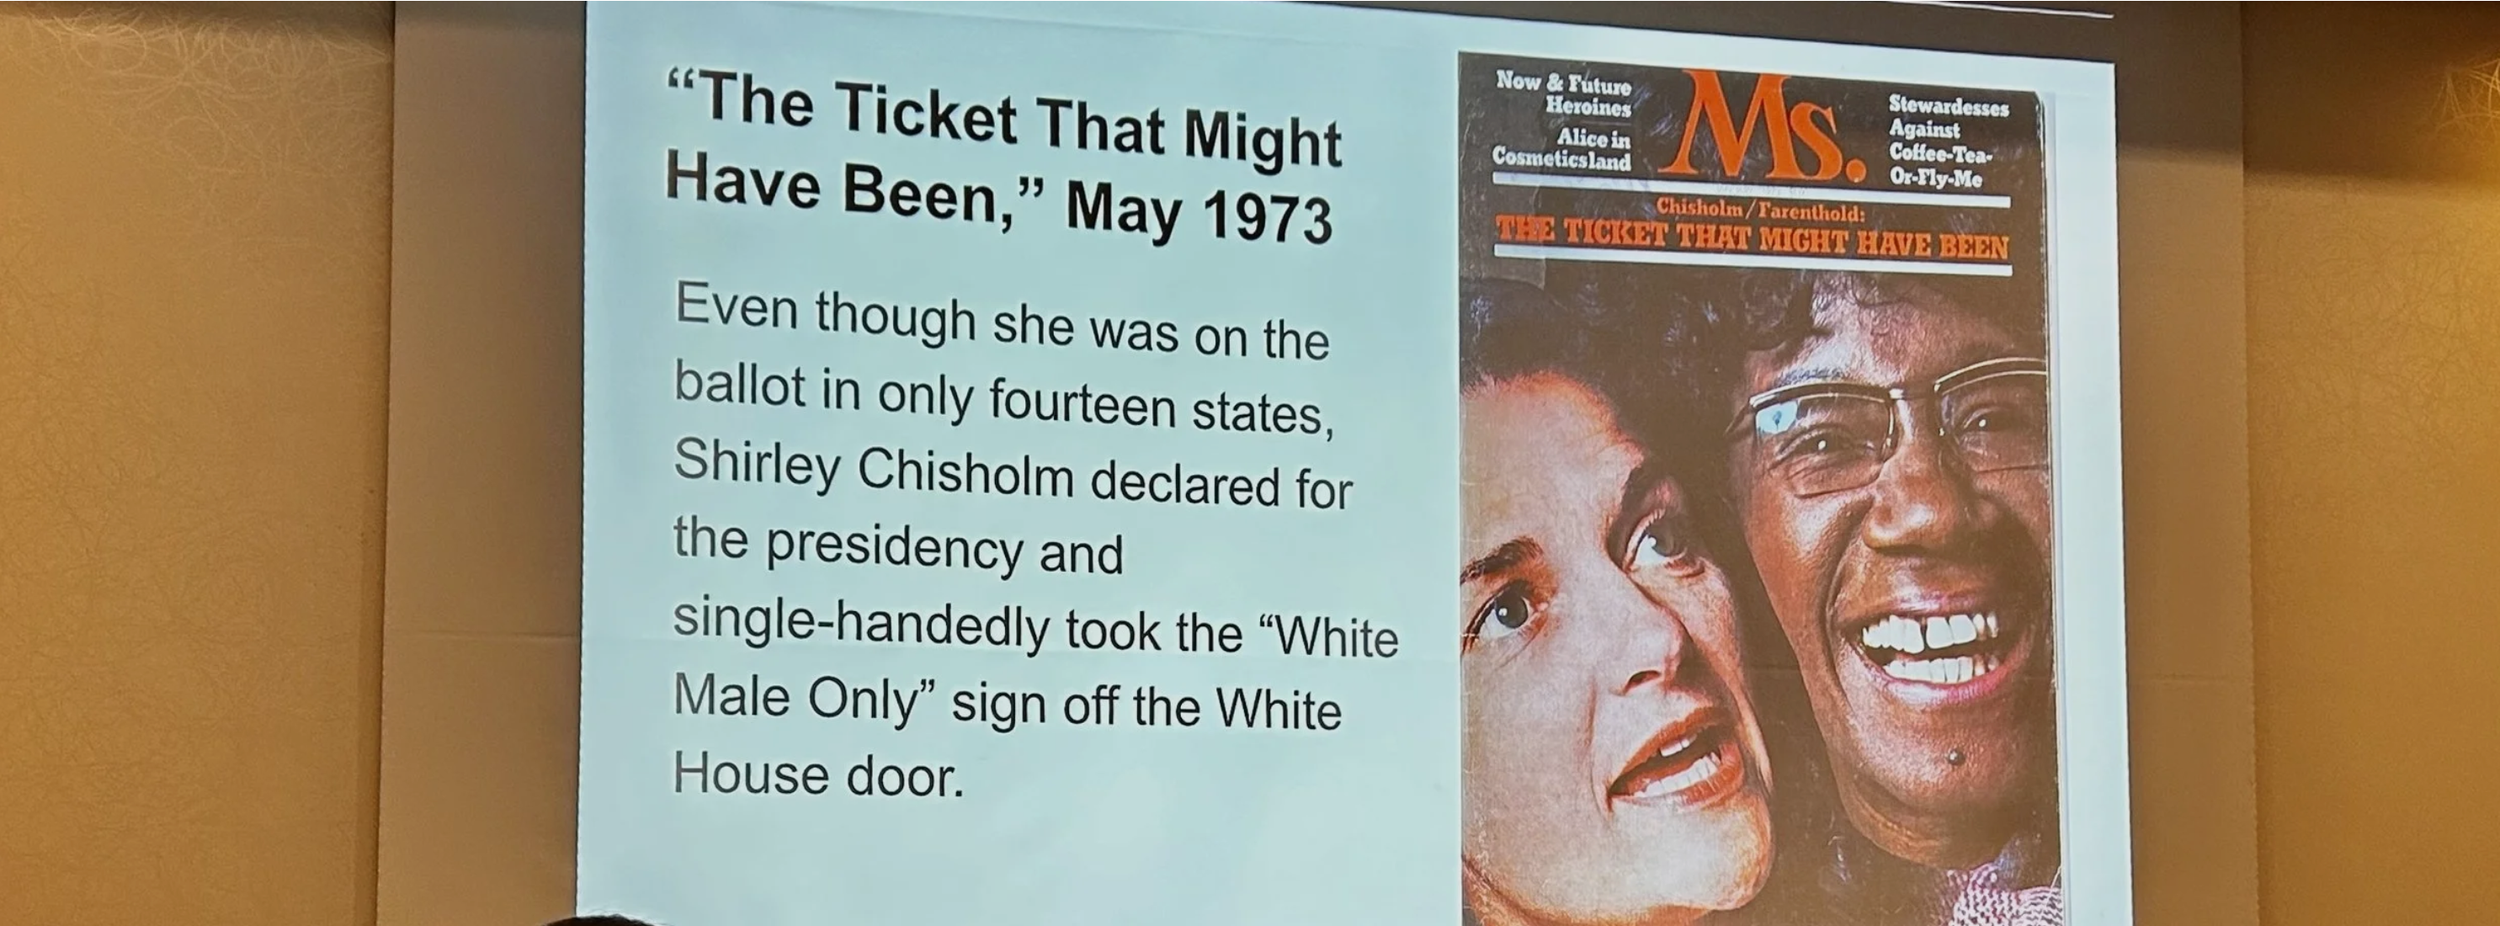 “The Ticket That Might
Have Been,” May 1973
Even though she was on the
ballot in only fourteen states,
Shirley Chisholm declared for
the presidency and
single-handedly took the “White
Male Only” sign off the White
House door.
Now & Future
Heroines
Alice in
Cosmeticsland
Ms.
Stewardesses
Against
Coffee-Tea-
Or-Fly-Me
Chisholm/Farenthold:
THE TICKET THAT MIGHT HAVE BEEN